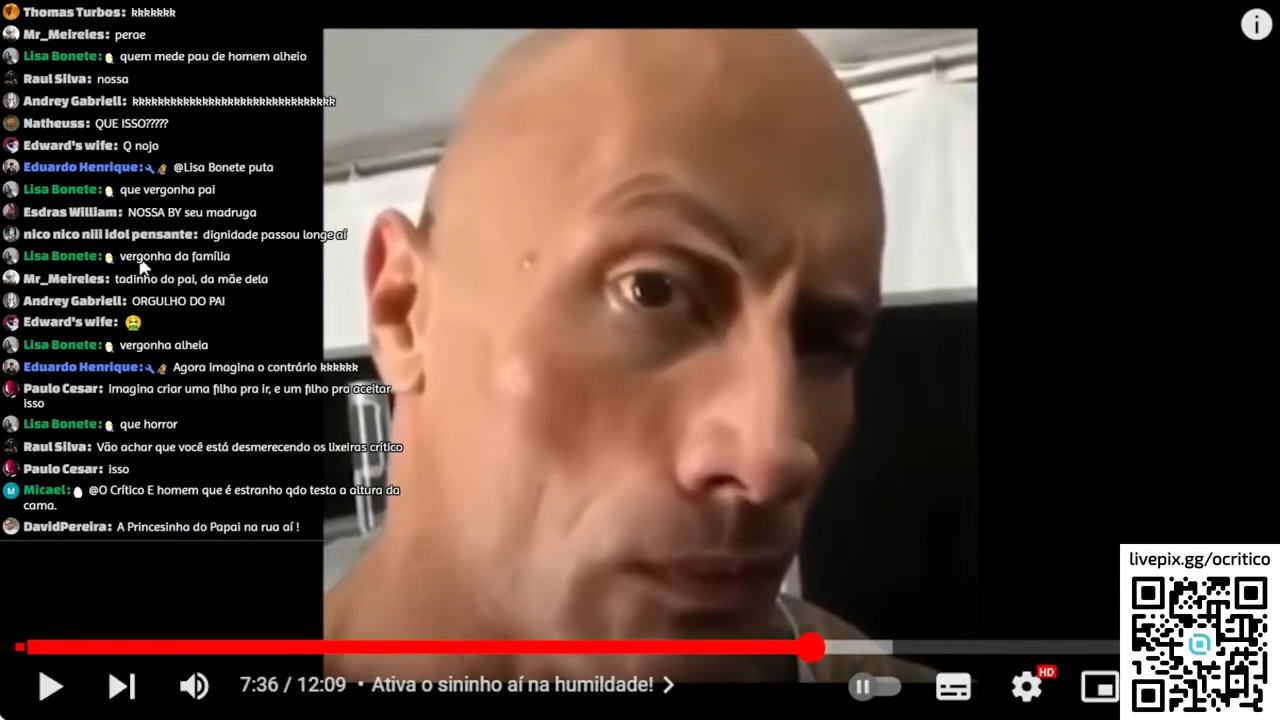 Thomas Turbos: kkkkkkk
Mr_Meireles: perae
Lisa Bonete: quem mede pau de homem alheio
Raul Silva: nossa
Andrey Gabriell: kkkkkkkkkkkkkkkkkkkkkkkkkkkkkkkk
Natheuss: QUE ISSO?????
Edward's wife: Q nojo
Eduardo Henrique: @Lisa Bonete puta
Lisa Bonete: que vergonha pai
Esdras William: NOSSA BY seu madruga
nico nico niii idol pensante: dignidade passou longe aí
Lisa Bonete: vergonha da família
Mr_Meireles: tadinho do pai, da mãe dela
Andrey Gabriell: ORGULHO DO PAI
Edward's wife: 🤮
Lisa Bonete: vergonha alheia
Eduardo Henrique: Agora imagina o contrário kkkkkk
Paulo Cesar: imagina criar uma filha pra ir, e um filho pra aceitar
isso
Lisa Bonete: que horror
Raul Silva: Vão achar que você está desmerecendo os lixeiras crítico
Paulo Cesar: isso
M Micael: @O Crítico E homem que é estranho qdo testa a altura da
cama.
DavidPereira: A Princesinha do Papai na rua aí !
livepix.gg/ocritico
7:36 / 12:09 • Ativa o sininho aí na humildade!
HD